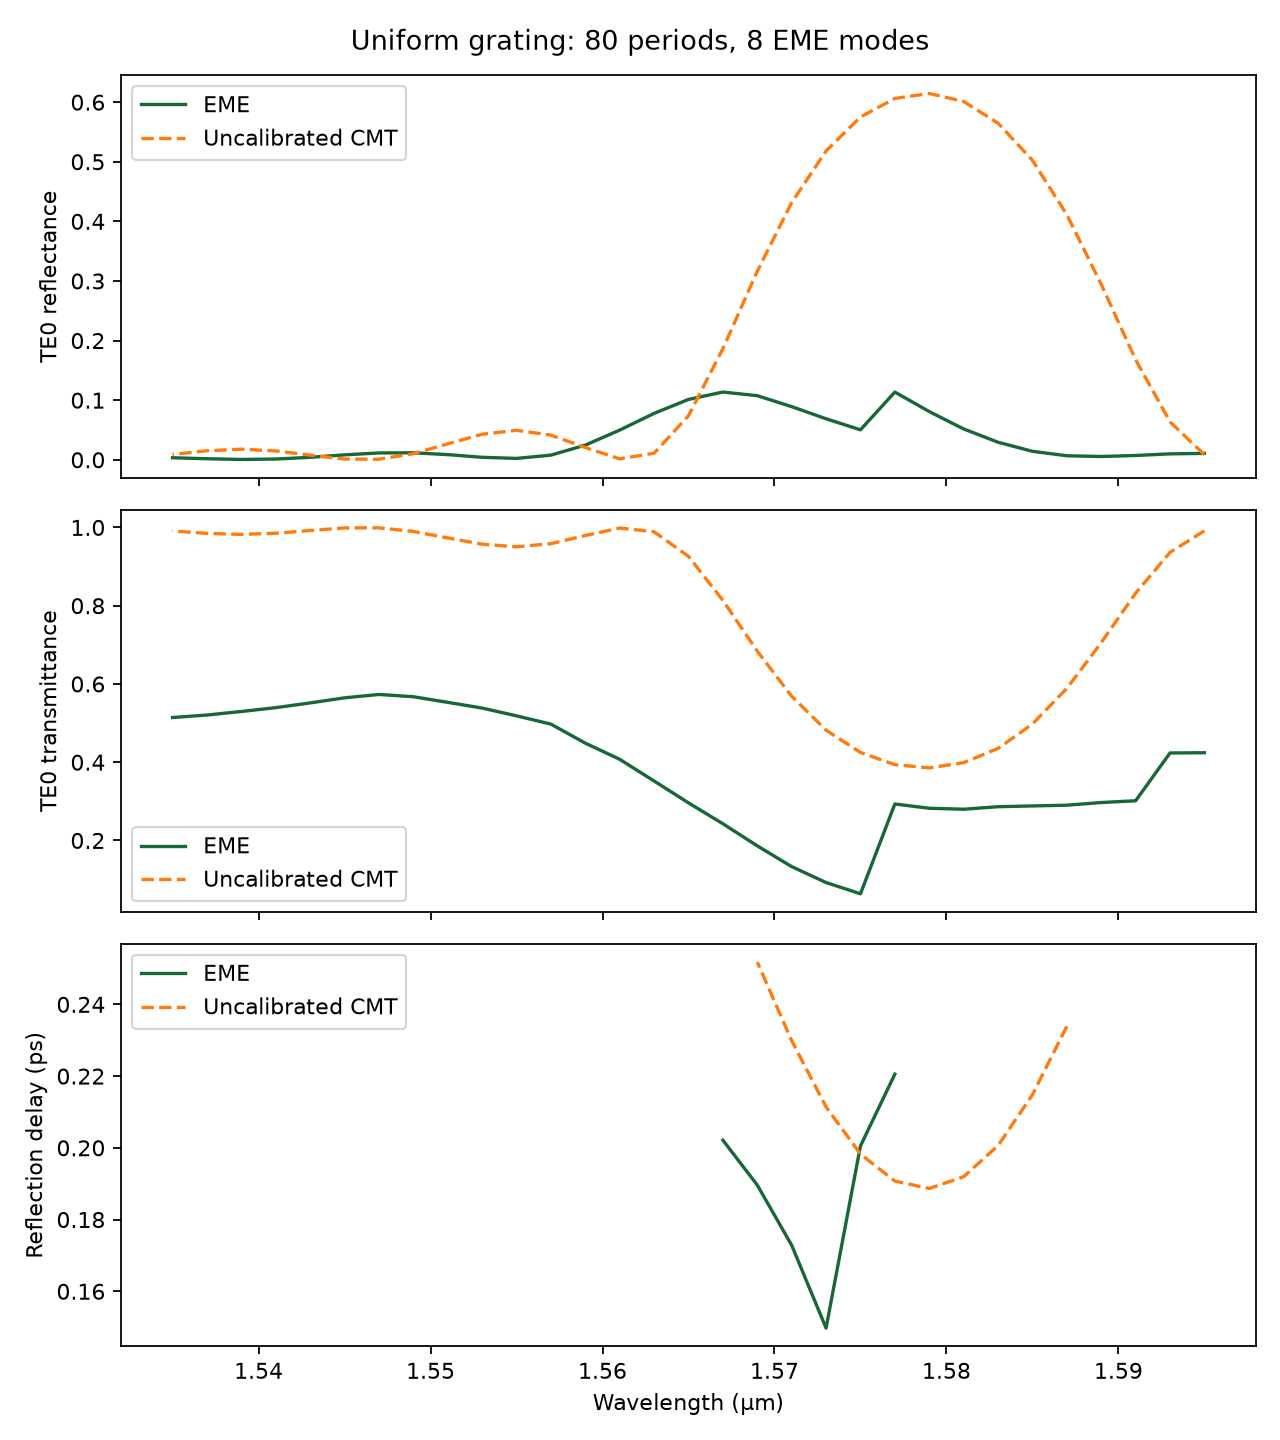 Uniform grating: 80 periods, 8 EME modes
EME
Uncalibrated CMT
TE0 reflectance
0.6
0.5
0.4
0.3
0.2
0.1
0.0
TE0 transmittance
1.0
0.8
0.6
0.4
0.2
EME
Uncalibrated CMT
EME
Uncalibrated CMT
Reflection delay (ps)
0.24
0.22
0.20
0.18
0.16
1.54 1.55 1.56 1.57 1.58 1.59
Wavelength (μm)